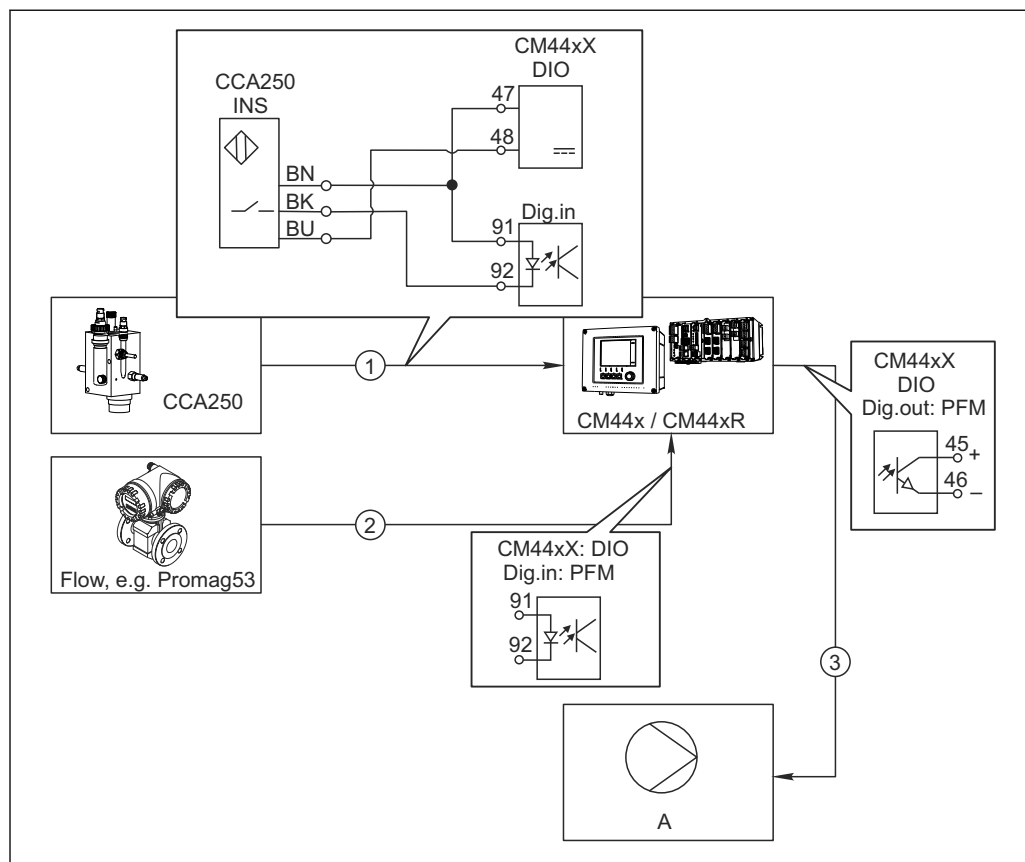 CM44xX
DIO
CCA250
INS
47
48
BN
BK
BU
Dig.in
91
92
1
CCA250
CM44x / CM44xR
CM44xX
DIO
Dig.out: PFM
45
+
46
–
2
Flow, e.g. Promag53
CM44xX: DIO
Dig.in: PFM
91
92
3
A